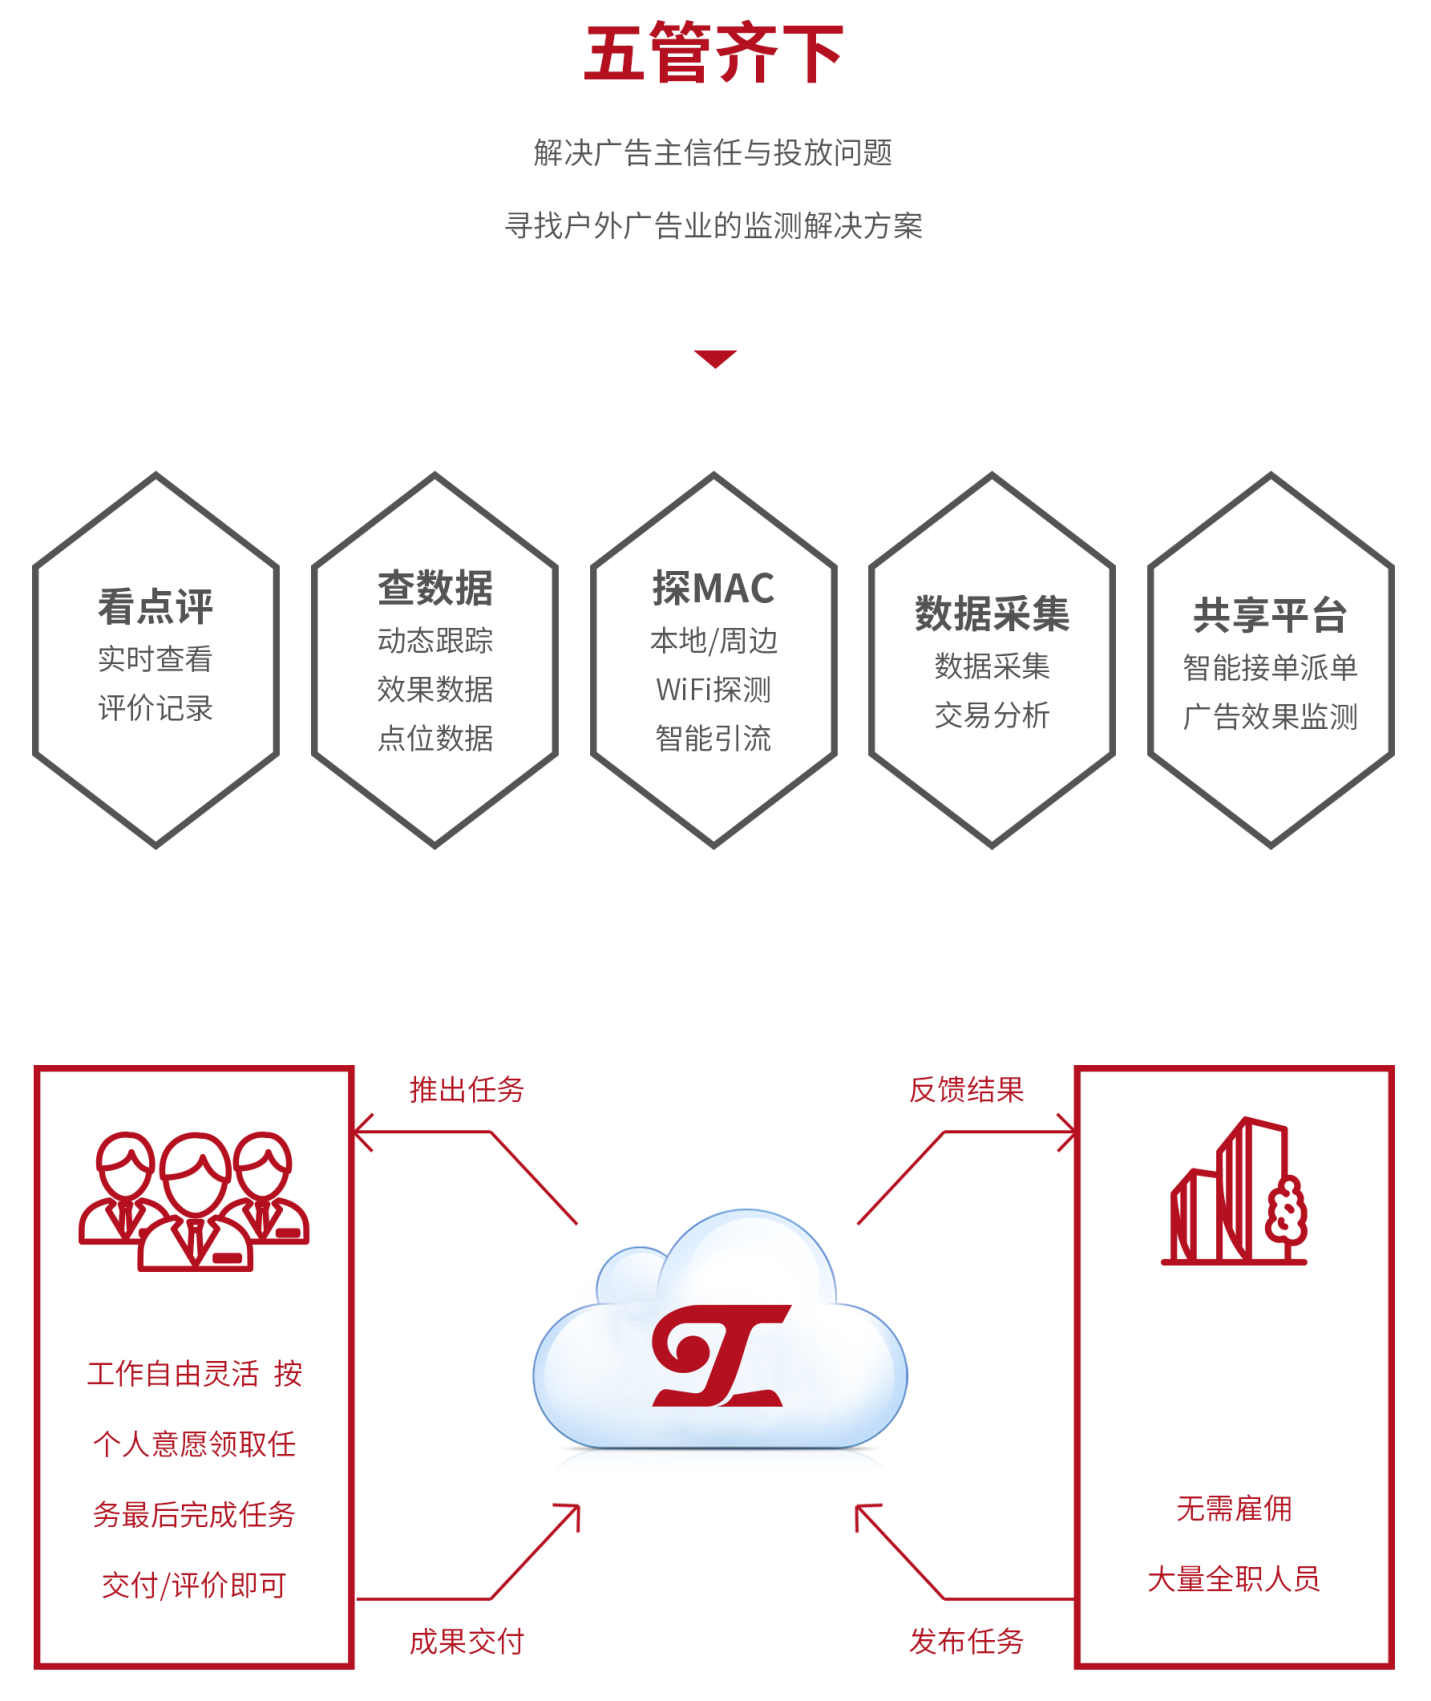 五管齐下
解决广告主信任与投放问题
寻找户外广告业的监测解决方案
看点评
实时查看
评价记录
查数据
动态跟踪
效果数据
点位数据
探MAC
本地/周边
WiFi探测
智能引流
数据采集
数据采集
交易分析
共享平台
智能接单派单
广告效果监测
推出任务
反馈结果
工作自由灵活 按
个人意愿领取任
务最后完成任务
交付/评价即可
无需雇佣
大量全职人员
成果交付
发布任务